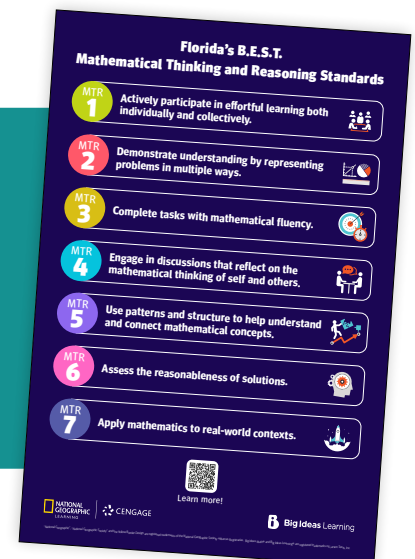 Florida's B.E.S.T.
Mathematical Thinking and Reasoning Standards
MTR
1
Actively participate in effortful learning both
individually and collectively.
MTR
2
Demonstrate understanding by representing
problems in multiple ways.
MTR
3
Complete tasks with mathematical fluency.
MTR
4
Engage in discussions that reflect on the
mathematical thinking of self and others.
MTR
5
Use patterns and structure to help understand
and connect mathematical concepts.
MTR
6
Assess the reasonableness of solutions.
MTR
7
Apply mathematics to real-world contexts.
Learn more!
NATIONAL
GEOGRAPHIC
LEARNING
CENGAGE
Big Ideas Learning